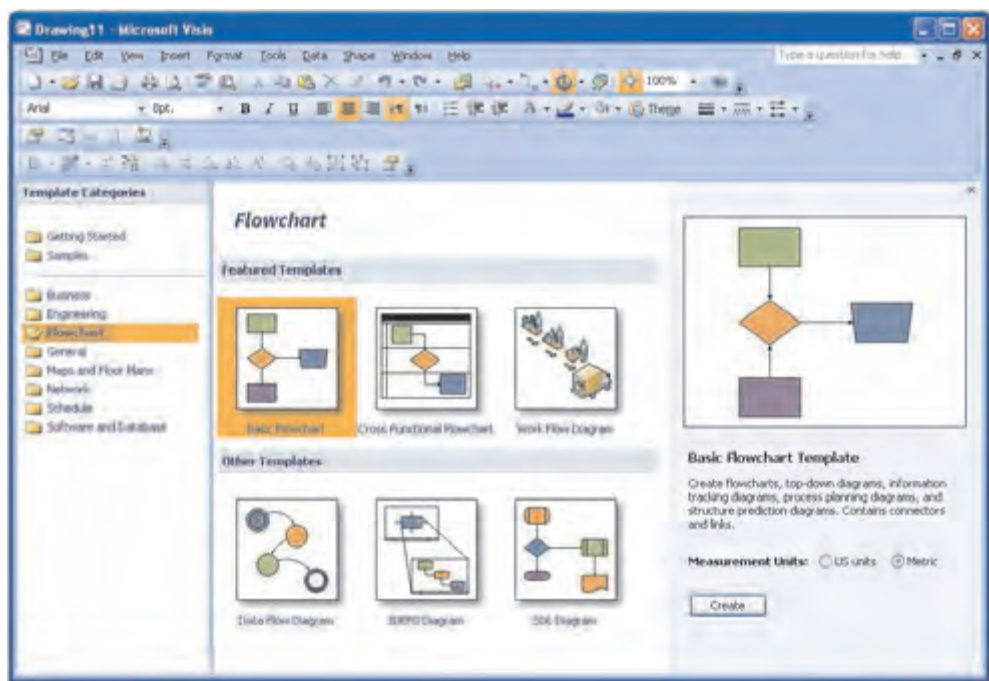 Drawing11 - Microsoft Visio
File Edit View Insert Format Tools Data Shape Window Help
Type a question for help
100%
Arial
0pt.
B I U
Theme
Template Categories
Getting Started
Samples
Business
Engineering
Flowchart
General
Maps and Floor Plans
Network
Schedule
Software and Database
Flowchart
Featured Templates
Basic Flowchart
Cross Functional Flowchart
Work Flow Diagram
Other Templates
Data Flow Diagram
IDEF0 Diagram
SDL Diagram
Basic Flowchart Template
Create flowcharts, top-down diagrams, information
tracking diagrams, process planning diagrams, and
structure prediction diagrams. Contains connectors
and links.
Measurement Units: US units Metric
Create